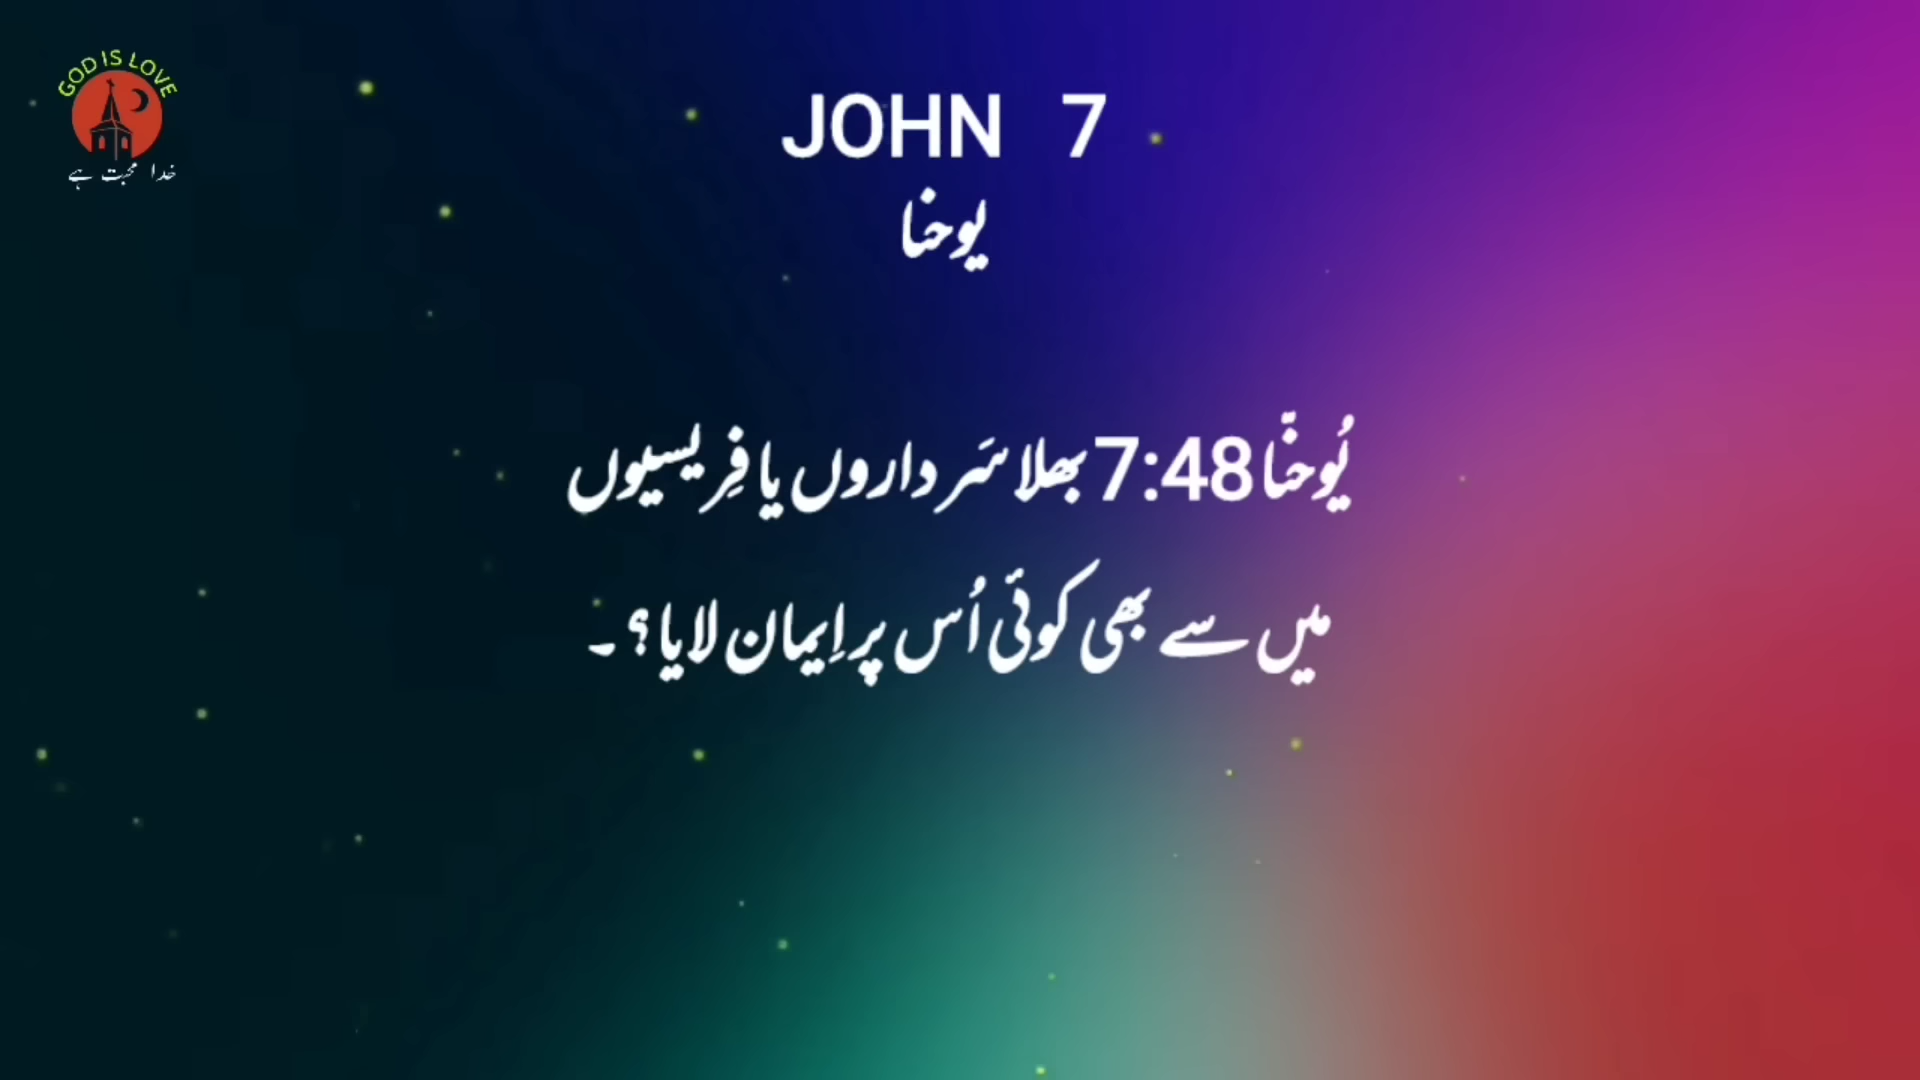 GOD IS LOVE
خدا محبت ہے
JOHN 7
یوحنا
یُوحنّا 7:48 بھلا سَرداروں یا فِریسیوں
میں سے بھی کوئی اُس پر اِیمان لایا؟۔